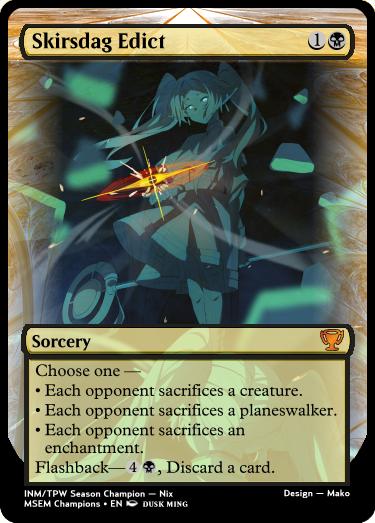 Skirsdag Edict 1
Sorcery
Choose one —
• Each opponent sacrifices a creature.
• Each opponent sacrifices a planeswalker.
• Each opponent sacrifices an
enchantment.
Flashback—4, Discard a card.
INM/TPW Season Champion — Nix Design — Mako
MSEM Champions • EN DUSK MING